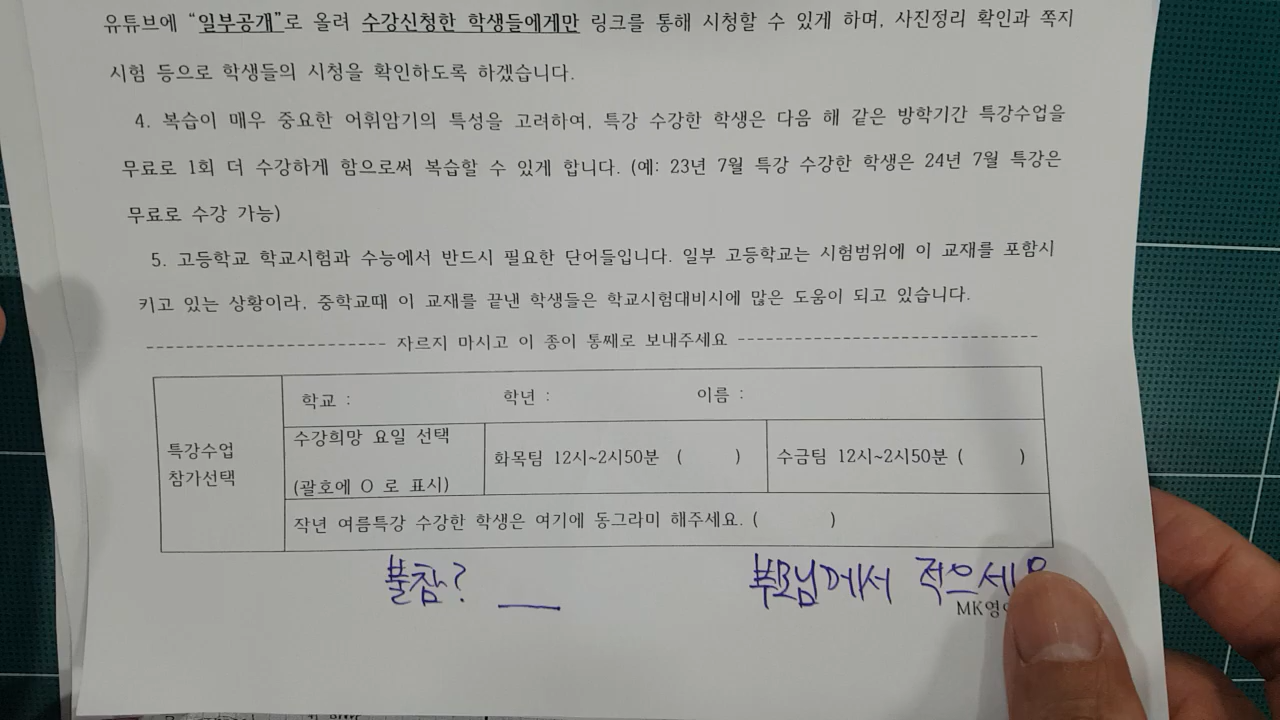 유튜브에 “일부공개”로 올려 수강신청한 학생들에게만 링크를 통해 시청할 수 있게 하며, 사진정리 확인과 쪽지
시험 등으로 학생들의 시청을 확인하도록 하겠습니다.
4. 복습이 매우 중요한 어휘암기의 특성을 고려하여, 특강 수강한 학생은 다음 해 같은 방학기간 특강수업을
무료로 1회 더 수강하게 함으로써 복습할 수 있게 합니다. (예: 23년 7월 특강 수강한 학생은 24년 7월 특강은
무료로 수강 가능)
5. 고등학교 학교시험과 수능에서 반드시 필요한 단어들입니다. 일부 고등학교는 시험범위에 이 교재를 포함시
키고 있는 상황이라, 중학교때 이 교재를 끝낸 학생들은 학교시험대비시에 많은 도움이 되고 있습니다.
------------------------ 자르지 마시고 이 종이 통째로 보내주세요 ------------------------------
학교 : 학년 : 이름 :
특강수업
참가선택
수강희망 요일 선택
(괄호에 O 로 표시)
화목팀 12시~2시50분 ( )
수금팀 12시~2시50분 ( )
작년 여름특강 수강한 학생은 여기에 동그라미 해주세요. ( )
불참? __ 부모님에서 적으세요
MK영